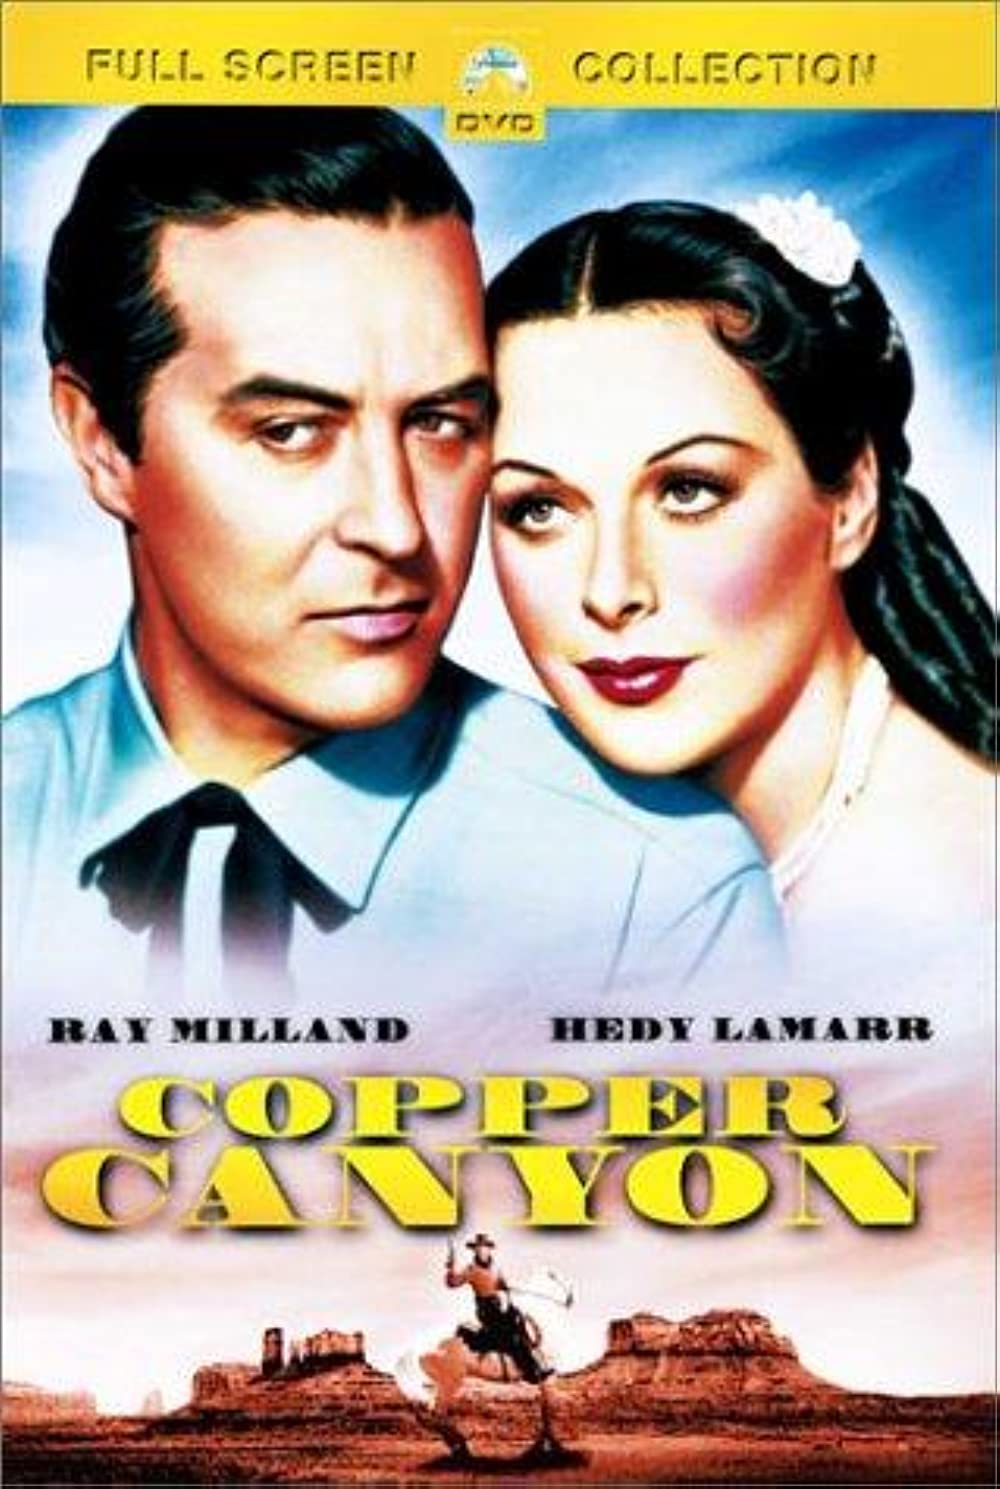 FULL SCREEN COLLECTION
DVD
RAY MILLAND HEDY LAMARR
COPPER
CANYON